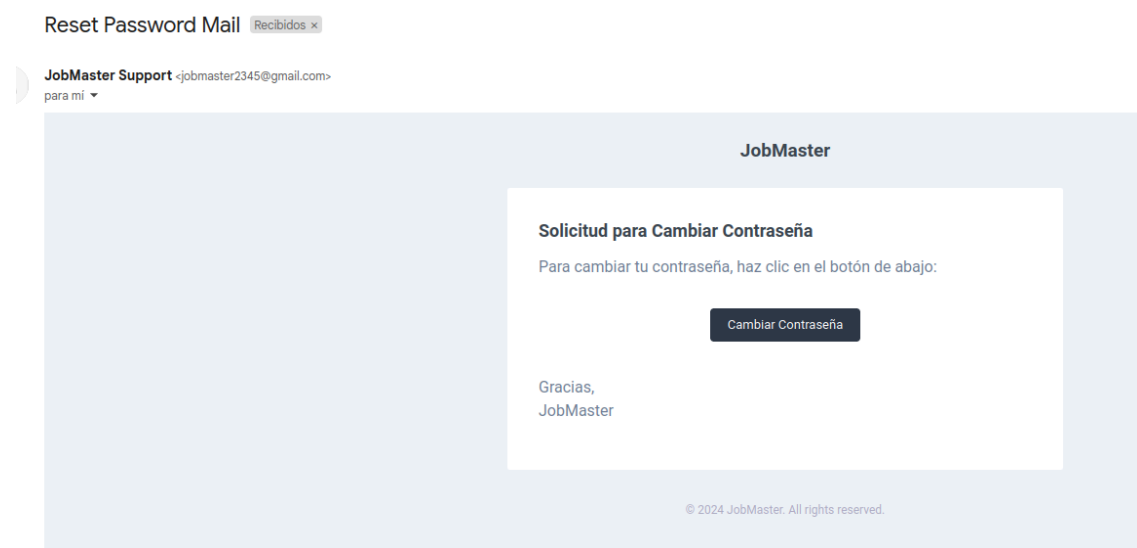 Reset Password Mail Recibidos ×
JobMaster Support <jobmaster2345@gmail.com>
para mí
JobMaster
Solicitud para Cambiar Contraseña
Para cambiar tu contraseña, haz clic en el botón de abajo:
Cambiar Contraseña
Gracias,
JobMaster
© 2024 JobMaster. All rights reserved.